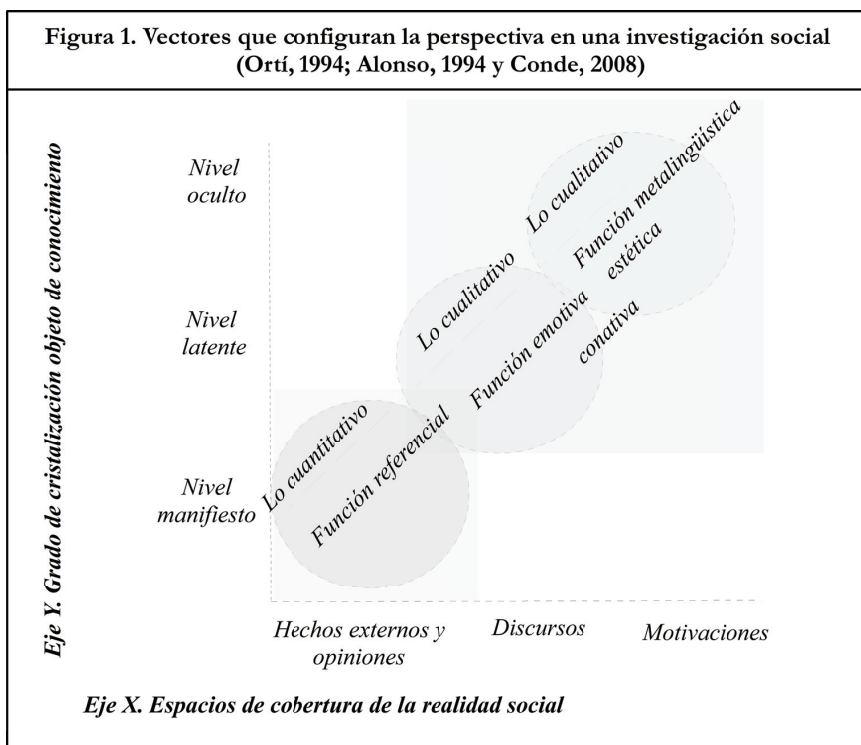 Figura 1. Vectores que configuran la perspectiva en una investigación social
(Ortí, 1994; Alonso, 1994 y Conde, 2008)
Eje Y. Grado de cristalización objeto de conocimiento
Nivel
oculto
Lo cualitativo
Función metalingüística
estética
Nivel
latente
Lo cualitativo
Función emotiva
conativa
Nivel
manifiesto
Lo cuantitativo
Función referencial
Hechos externos y
opiniones
Discursos
Motivaciones
Eje X. Espacios de cobertura de la realidad social